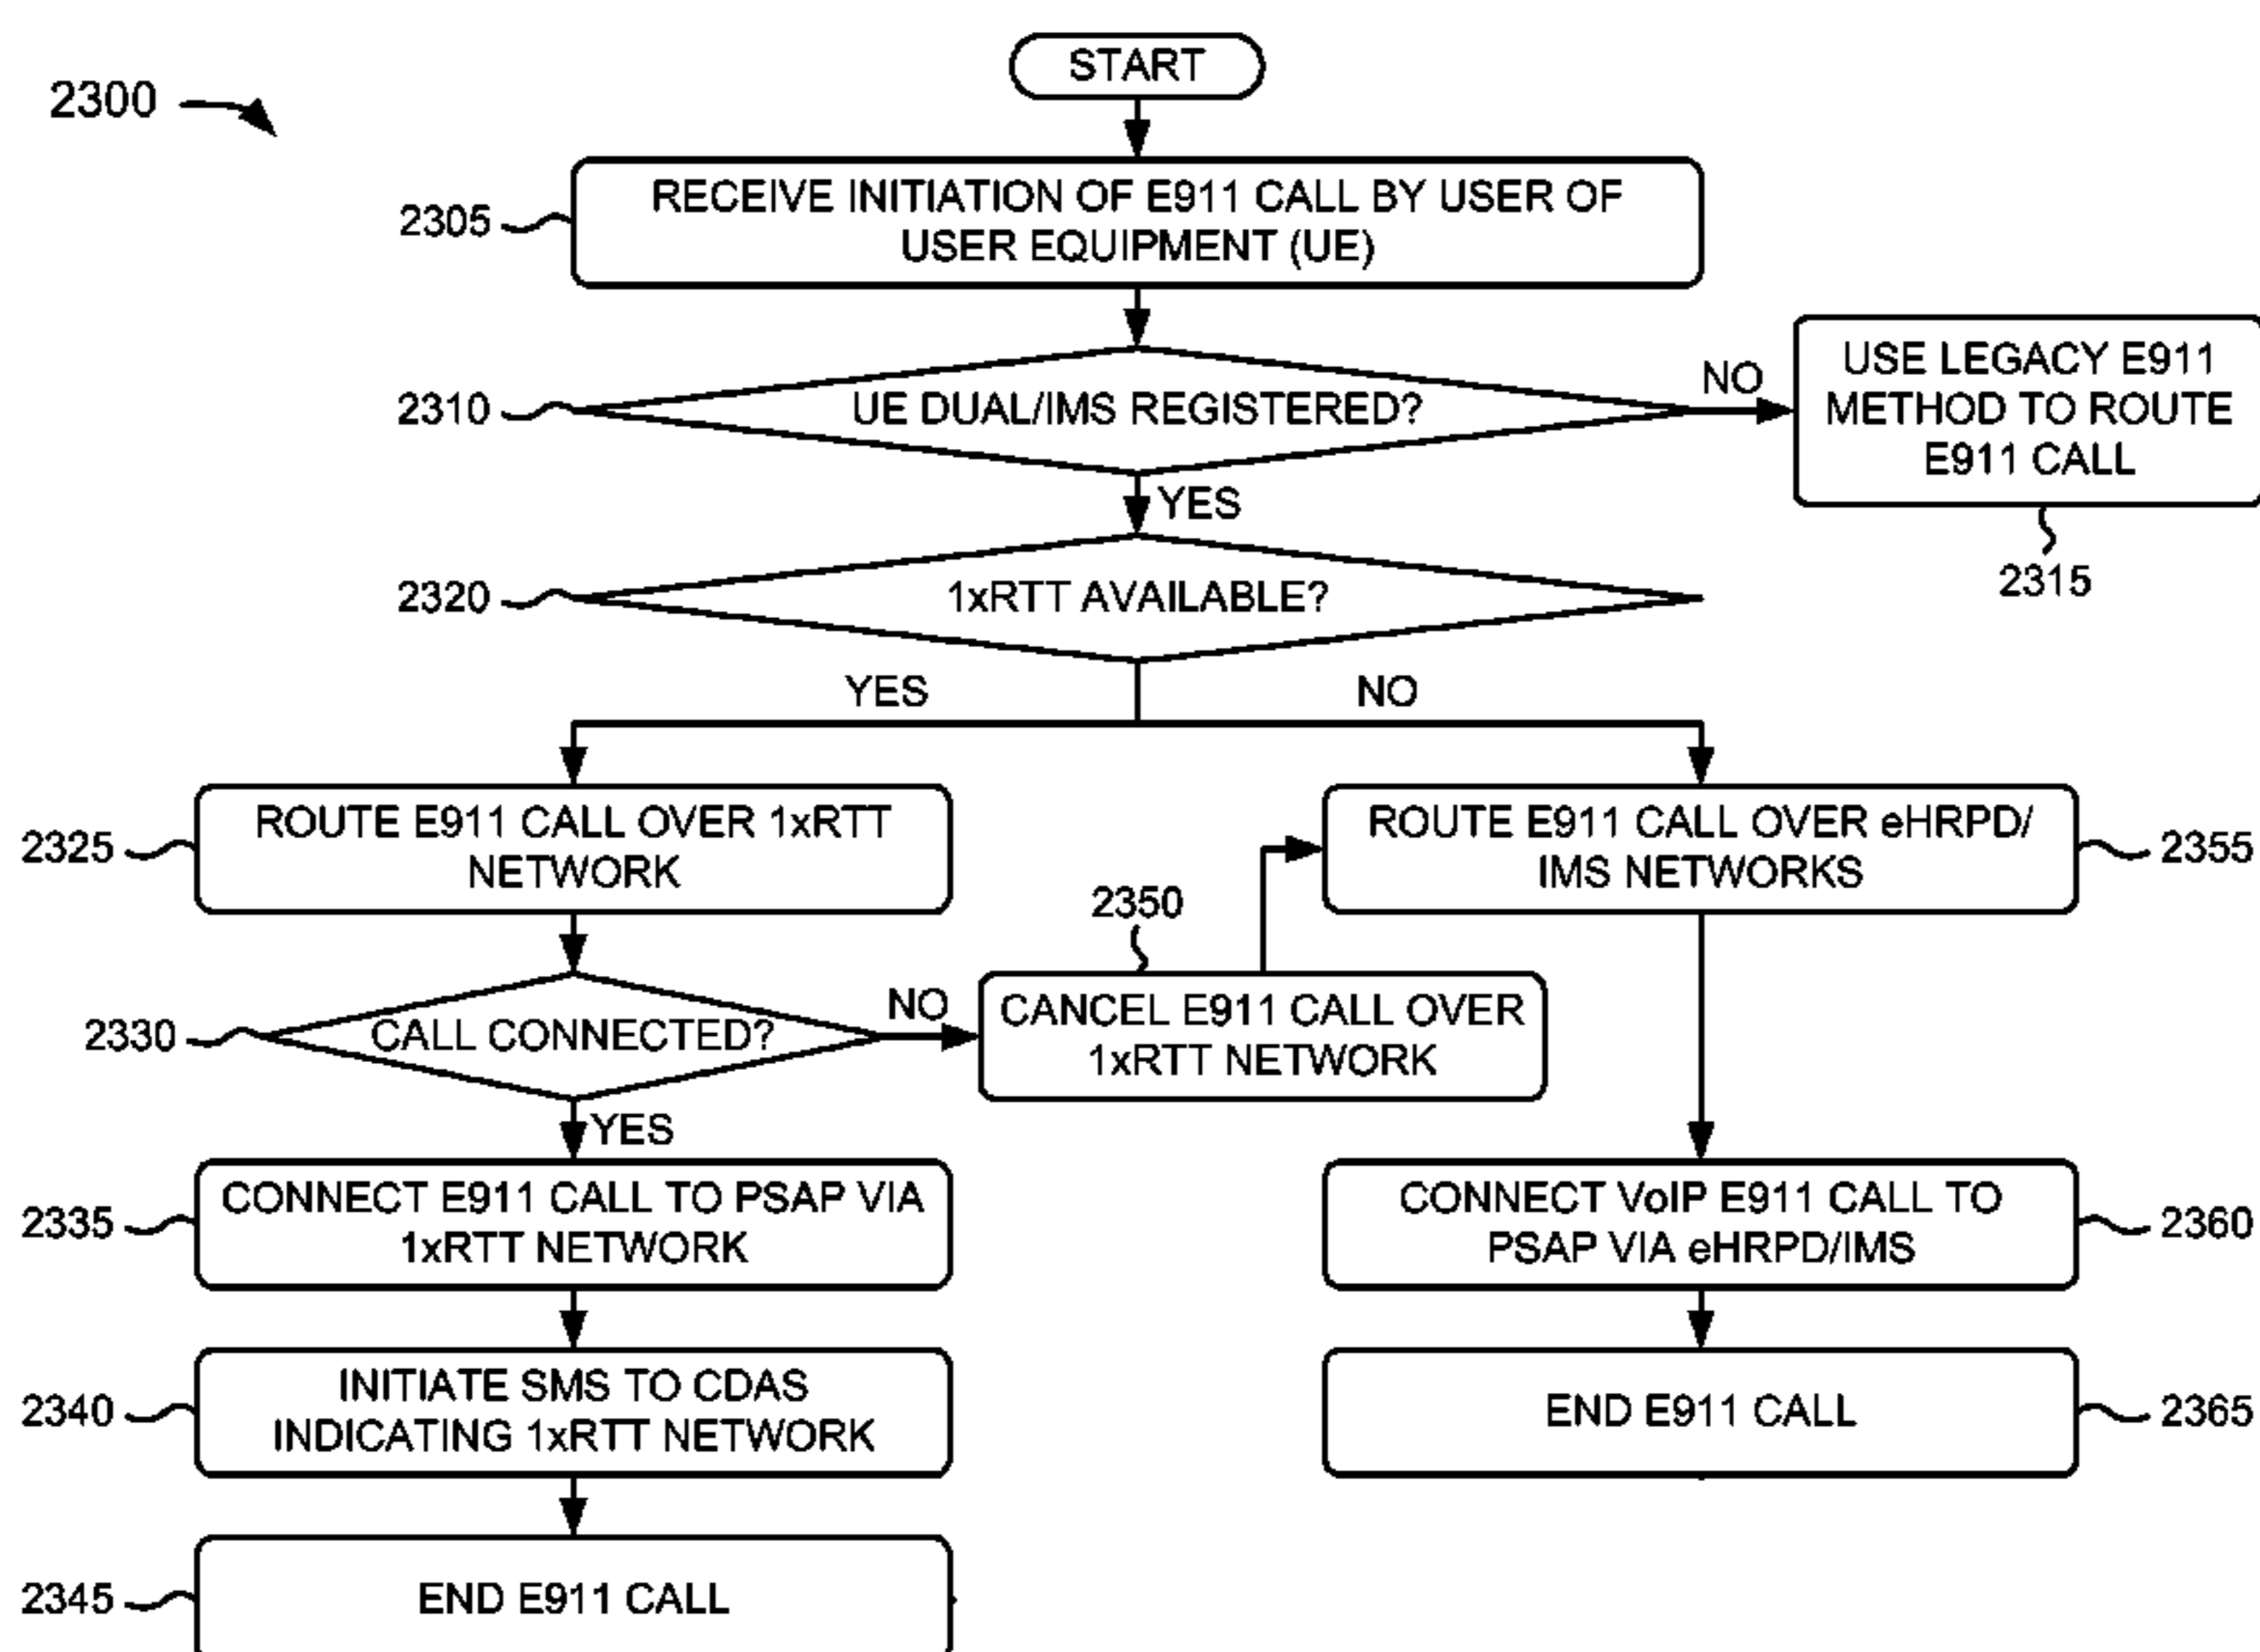 START
2300
RECEIVE INITIATION OF E911 CALL BY USER OF
USER EQUIPMENT (UE)
2305
UE DUAL/IMS REGISTERED?
2310
NO
USE LEGACY E911
METHOD TO ROUTE
E911 CALL
2315
YES
1xRTT AVAILABLE?
2320
YES
NO
ROUTE E911 CALL OVER 1xRTT
NETWORK
2325
ROUTE E911 CALL OVER eHRPD/
IMS NETWORKS
2355
2350
CALL CONNECTED?
2330
NO
CANCEL E911 CALL OVER
1xRTT NETWORK
YES
CONNECT E911 CALL TO PSAP VIA
1xRTT NETWORK
2335
CONNECT VoIP E911 CALL TO
PSAP VIA eHRPD/IMS
2360
INITIATE SMS TO CDAS
INDICATING 1xRTT NETWORK
2340
END E911 CALL
2365
END E911 CALL
2345